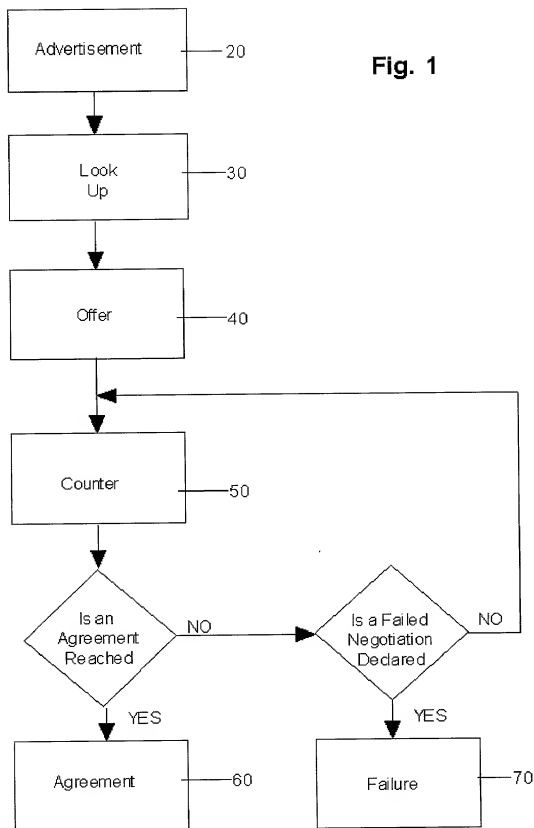 Advertisement
20
Fig. 1
Look
Up
30
Offer
40
Counter
50
Is an
Agreement
Reached
NO
Is a Failed
Negotiation
Declared
NO
YES
YES
Agreement
60
Failure
70